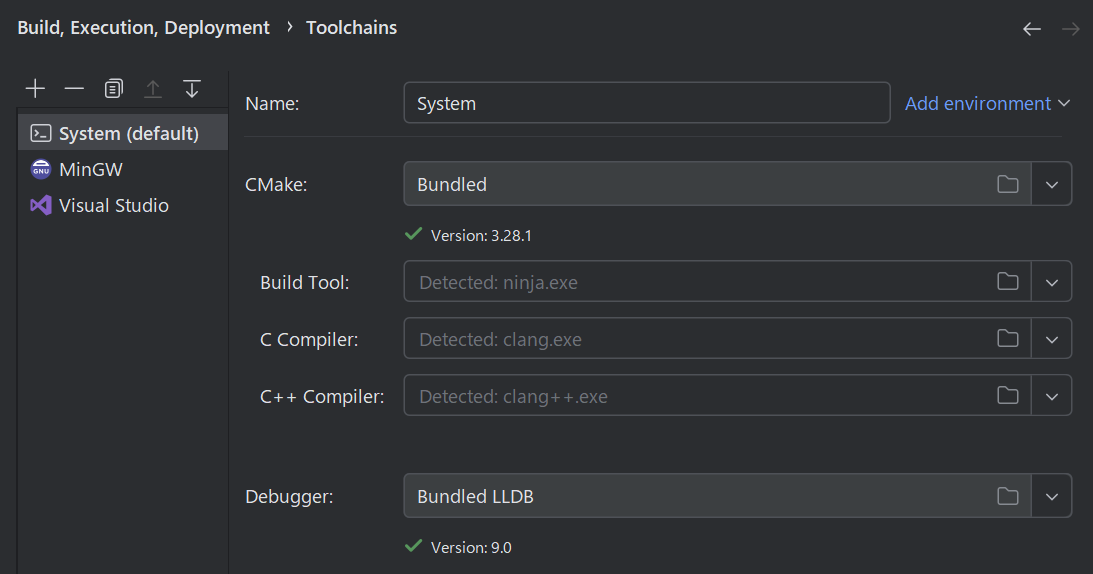 Build, Execution, Deployment › Toolchains
Name: System Add environment
System (default)
MinGW
Visual Studio
CMake: Bundled
Version: 3.28.1
Build Tool: Detected: ninja.exe
C Compiler: Detected: clang.exe
C++ Compiler: Detected: clang++.exe
Debugger: Bundled LLDB
Version: 9.0